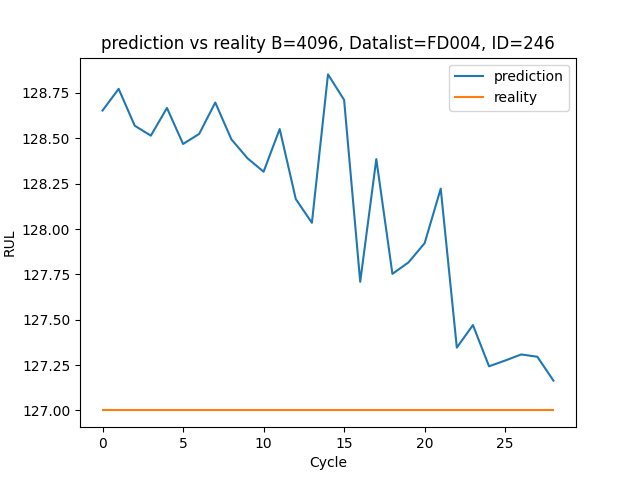 prediction vs reality B=4096, Datalist=FD004, ID=246
prediction
reality
128.75
128.50
128.25
128.00
127.75
127.50
127.25
127.00
RUL
0 5 10 15 20 25
Cycle